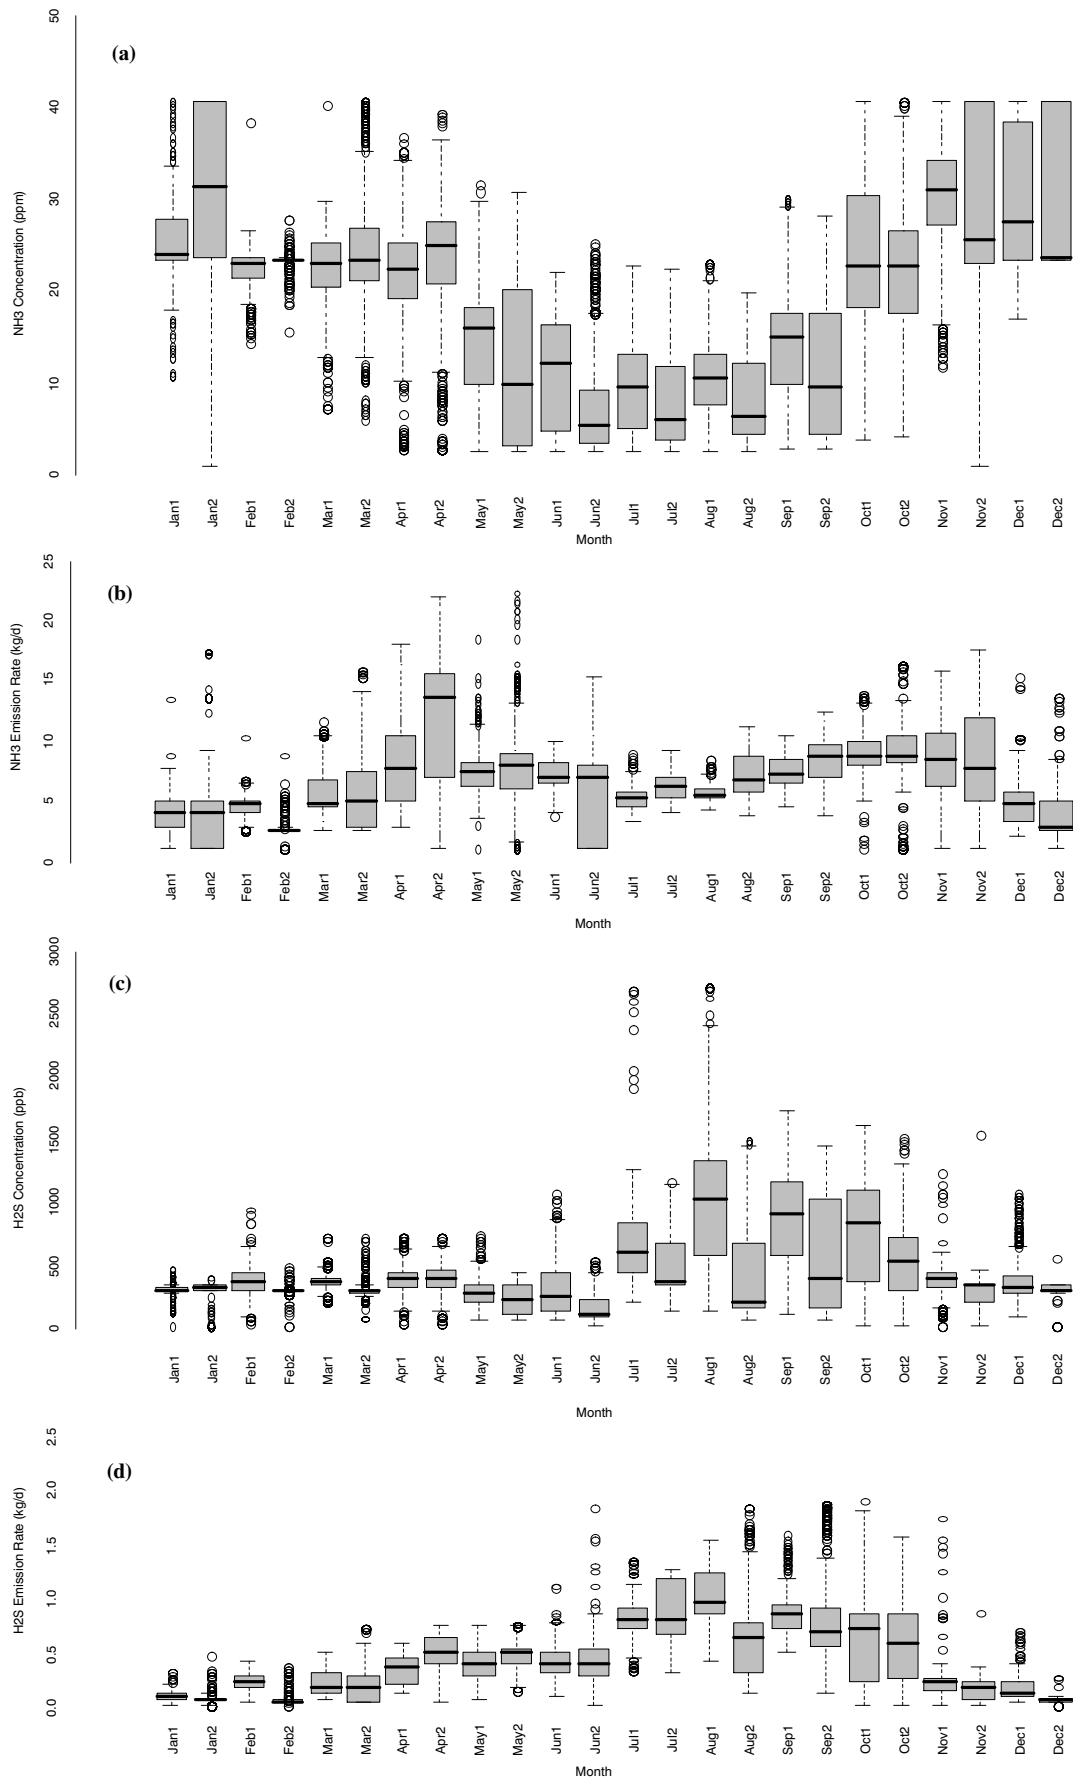 (a)
NH3 Concentration (ppm)
50
40
30
20
10
0
Jan1 Jan2 Feb1 Feb2 Mar1 Mar2 Apr1 Apr2 May1 May2 Jun1 Jun2 Jul1 Jul2 Aug1 Aug2 Sep1 Sep2 Oct1 Oct2 Nov1 Nov2 Dec1 Dec2
Month
(b)
NH3 Emission Rate (kg/d)
25
20
15
10
5
0
Jan1 Jan2 Feb1 Feb2 Mar1 Mar2 Apr1 Apr2 May1 May2 Jun1 Jun2 Jul1 Jul2 Aug1 Aug2 Sep1 Sep2 Oct1 Oct2 Nov1 Nov2 Dec1 Dec2
Month
(c)
H2S Concentration (ppb)
3000
2500
2000
1500
1000
500
0
Jan1 Jan2 Feb1 Feb2 Mar1 Mar2 Apr1 Apr2 May1 May2 Jun1 Jun2 Jul1 Jul2 Aug1 Aug2 Sep1 Sep2 Oct1 Oct2 Nov1 Nov2 Dec1 Dec2
Month
(d)
H2S Emission Rate (kg/d)
2.5
2.0
1.5
1.0
0.5
0.0
Jan1 Jan2 Feb1 Feb2 Mar1 Mar2 Apr1 Apr2 May1 May2 Jun1 Jun2 Jul1 Jul2 Aug1 Aug2 Sep1 Sep2 Oct1 Oct2 Nov1 Nov2 Dec1 Dec2
Month